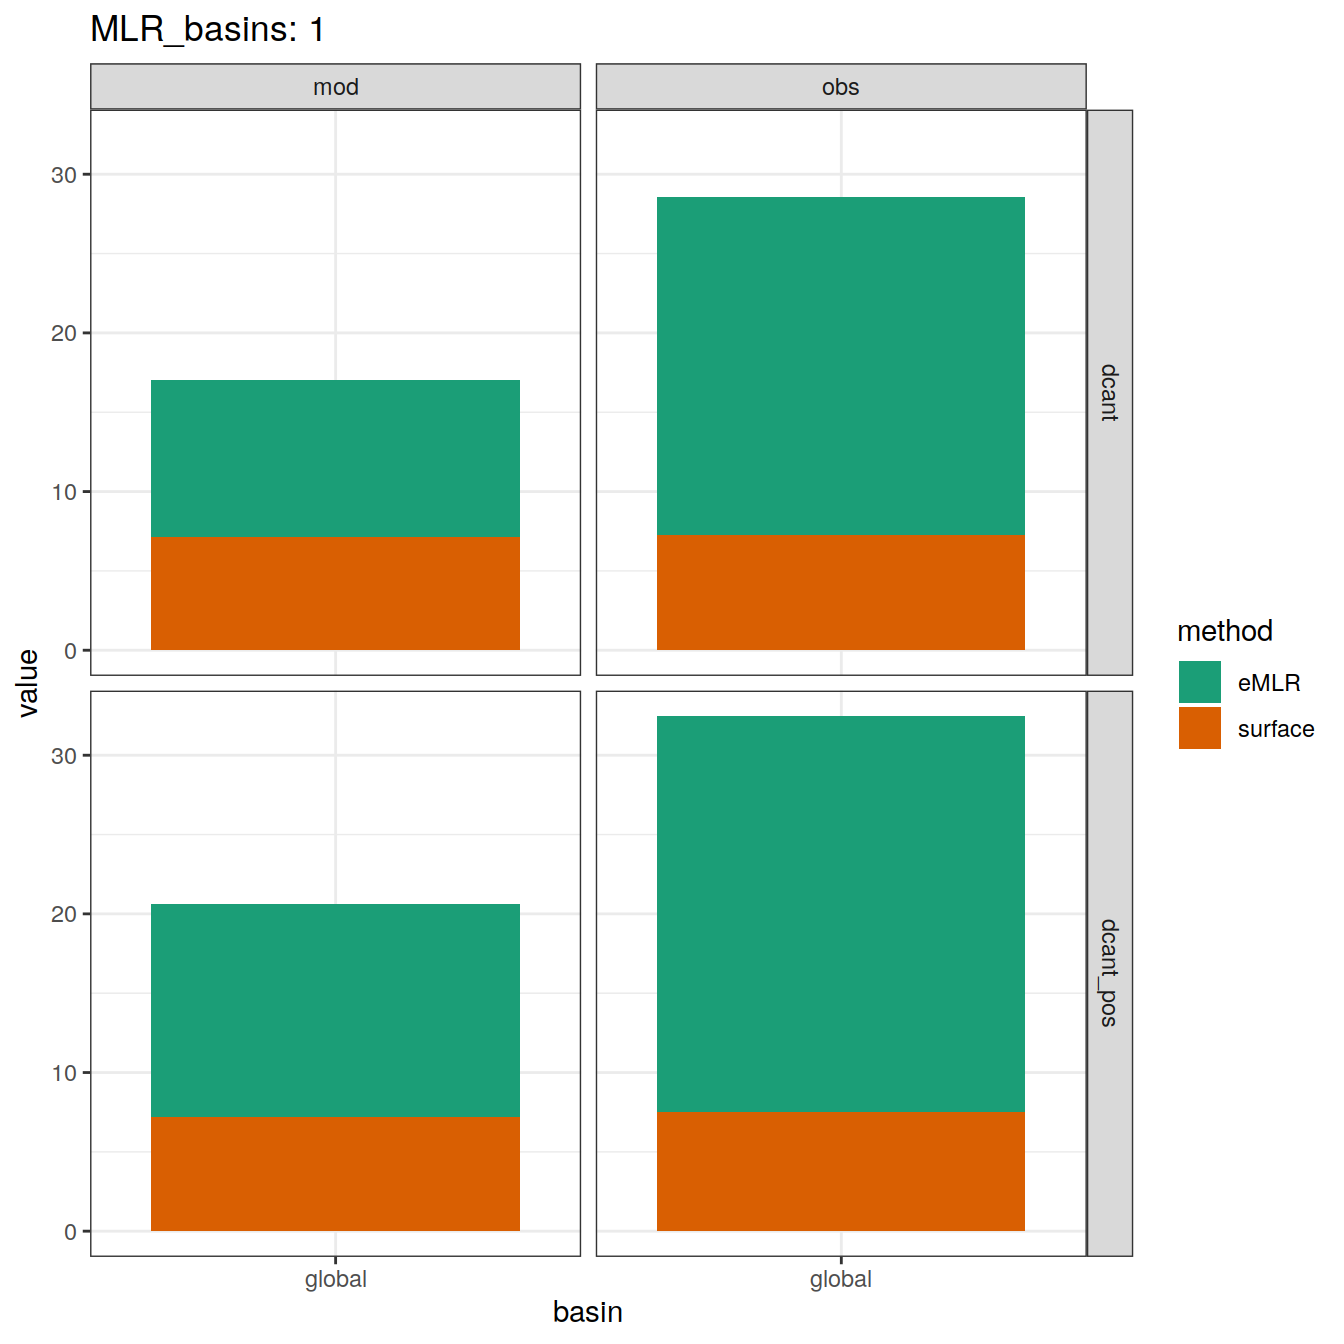 MLR_basins: 1
mod
obs
30
20
10
0
dcant
30
20
10
0
dcant_pos
value
global
global
basin
method
eMLR
surface